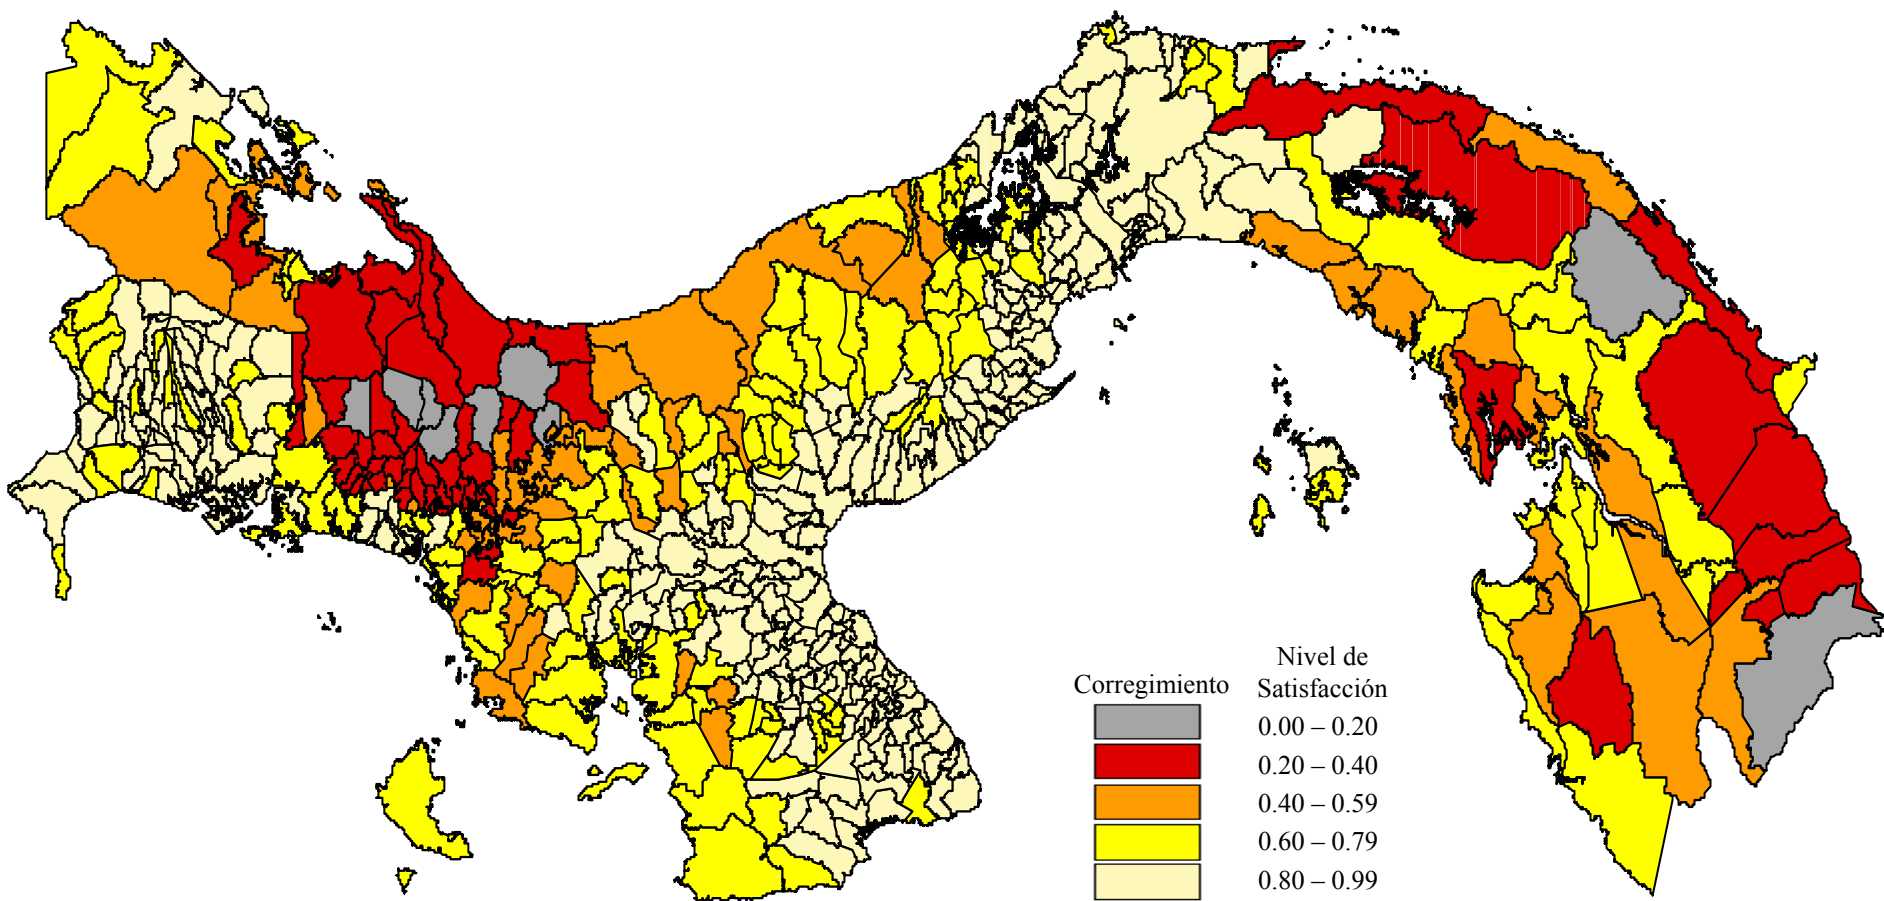 Corregimiento
Nivel de
Satisfacción
0.00 – 0.20
0.20 – 0.40
0.40 – 0.59
0.60 – 0.79
0.80 – 0.99